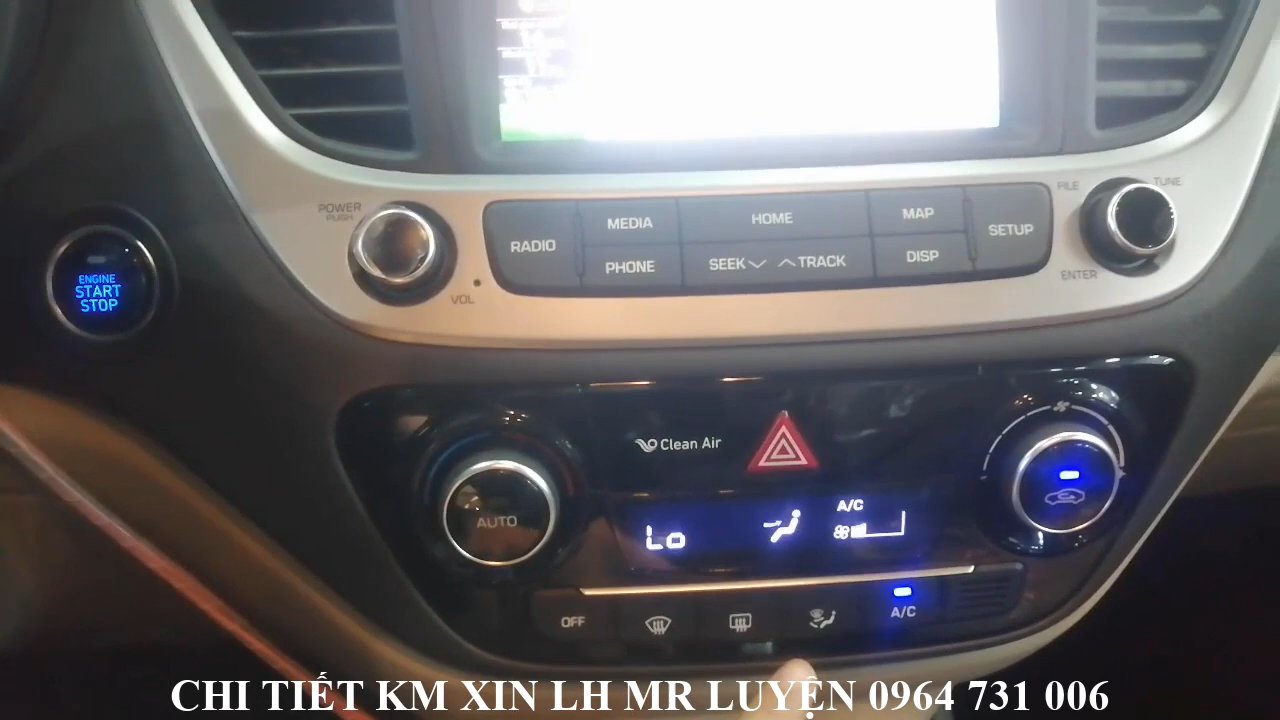 POWER
PUSH
VOL
RADIO
MEDIA
PHONE
HOME
SEEK TRACK
MAP
DISP
SETUP
FILE
TUNE
ENTER
ENGINE
START
STOP
Clean Air
AUTO
Lo
A/C
OFF
A/C
CHI TIẾT KM XIN LH MR LUYỆN 0964 731 006